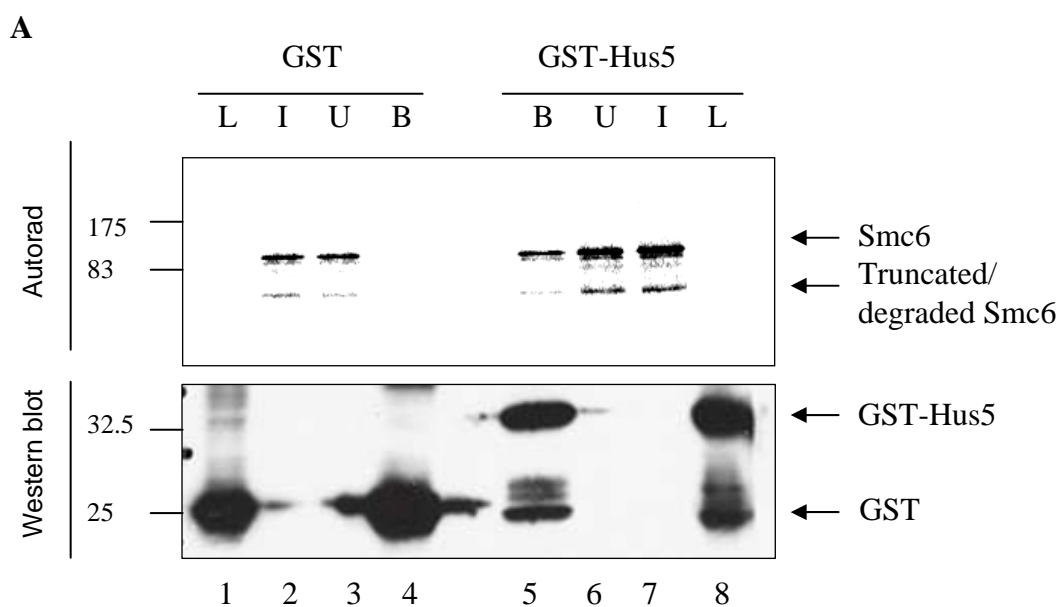 A
GST GST-Hus5
L I U B B U I L
Autorad
175
83
Smc6
Truncated/
degraded Smc6
Western blot
32.5
25
GST-Hus5
GST
1 2 3 4 5 6 7 8